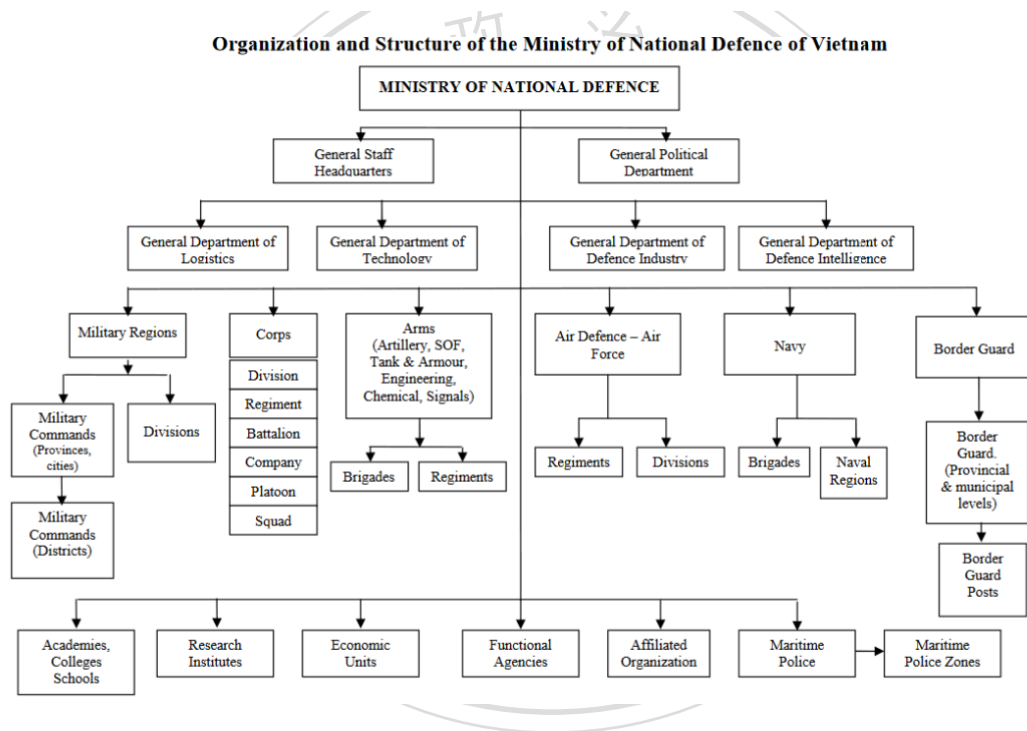 政 治
Organization and Structure of the Ministry of National Defence of Vietnam
MINISTRY OF NATIONAL DEFENCE
General Staff
Headquarters
General Political
Department
General Department of
Logistics
General Department of
Technology
General Department of
Defence Industry
General Department of
Defence Intelligence
Military Regions
Corps
Arms
(Artillery, SOF,
Tank & Armour,
Engineering,
Chemical, Signals)
Air Defence – Air
Force
Navy
Border Guard
Division
Regiment
Battalion
Company
Platoon
Squad
Military
Commands
(Provinces,
cities)
Divisions
Brigades
Regiments
Regiments
Divisions
Brigades
Naval
Regions
Border
Guard.
(Provincial
& municipal
levels)
Military
Commands
(Districts)
Border
Guard
Posts
Academies,
Colleges
Schools
Research
Institutes
Economic
Units
Functional
Agencies
Affiliated
Organization
Maritime
Police
Maritime
Police Zones